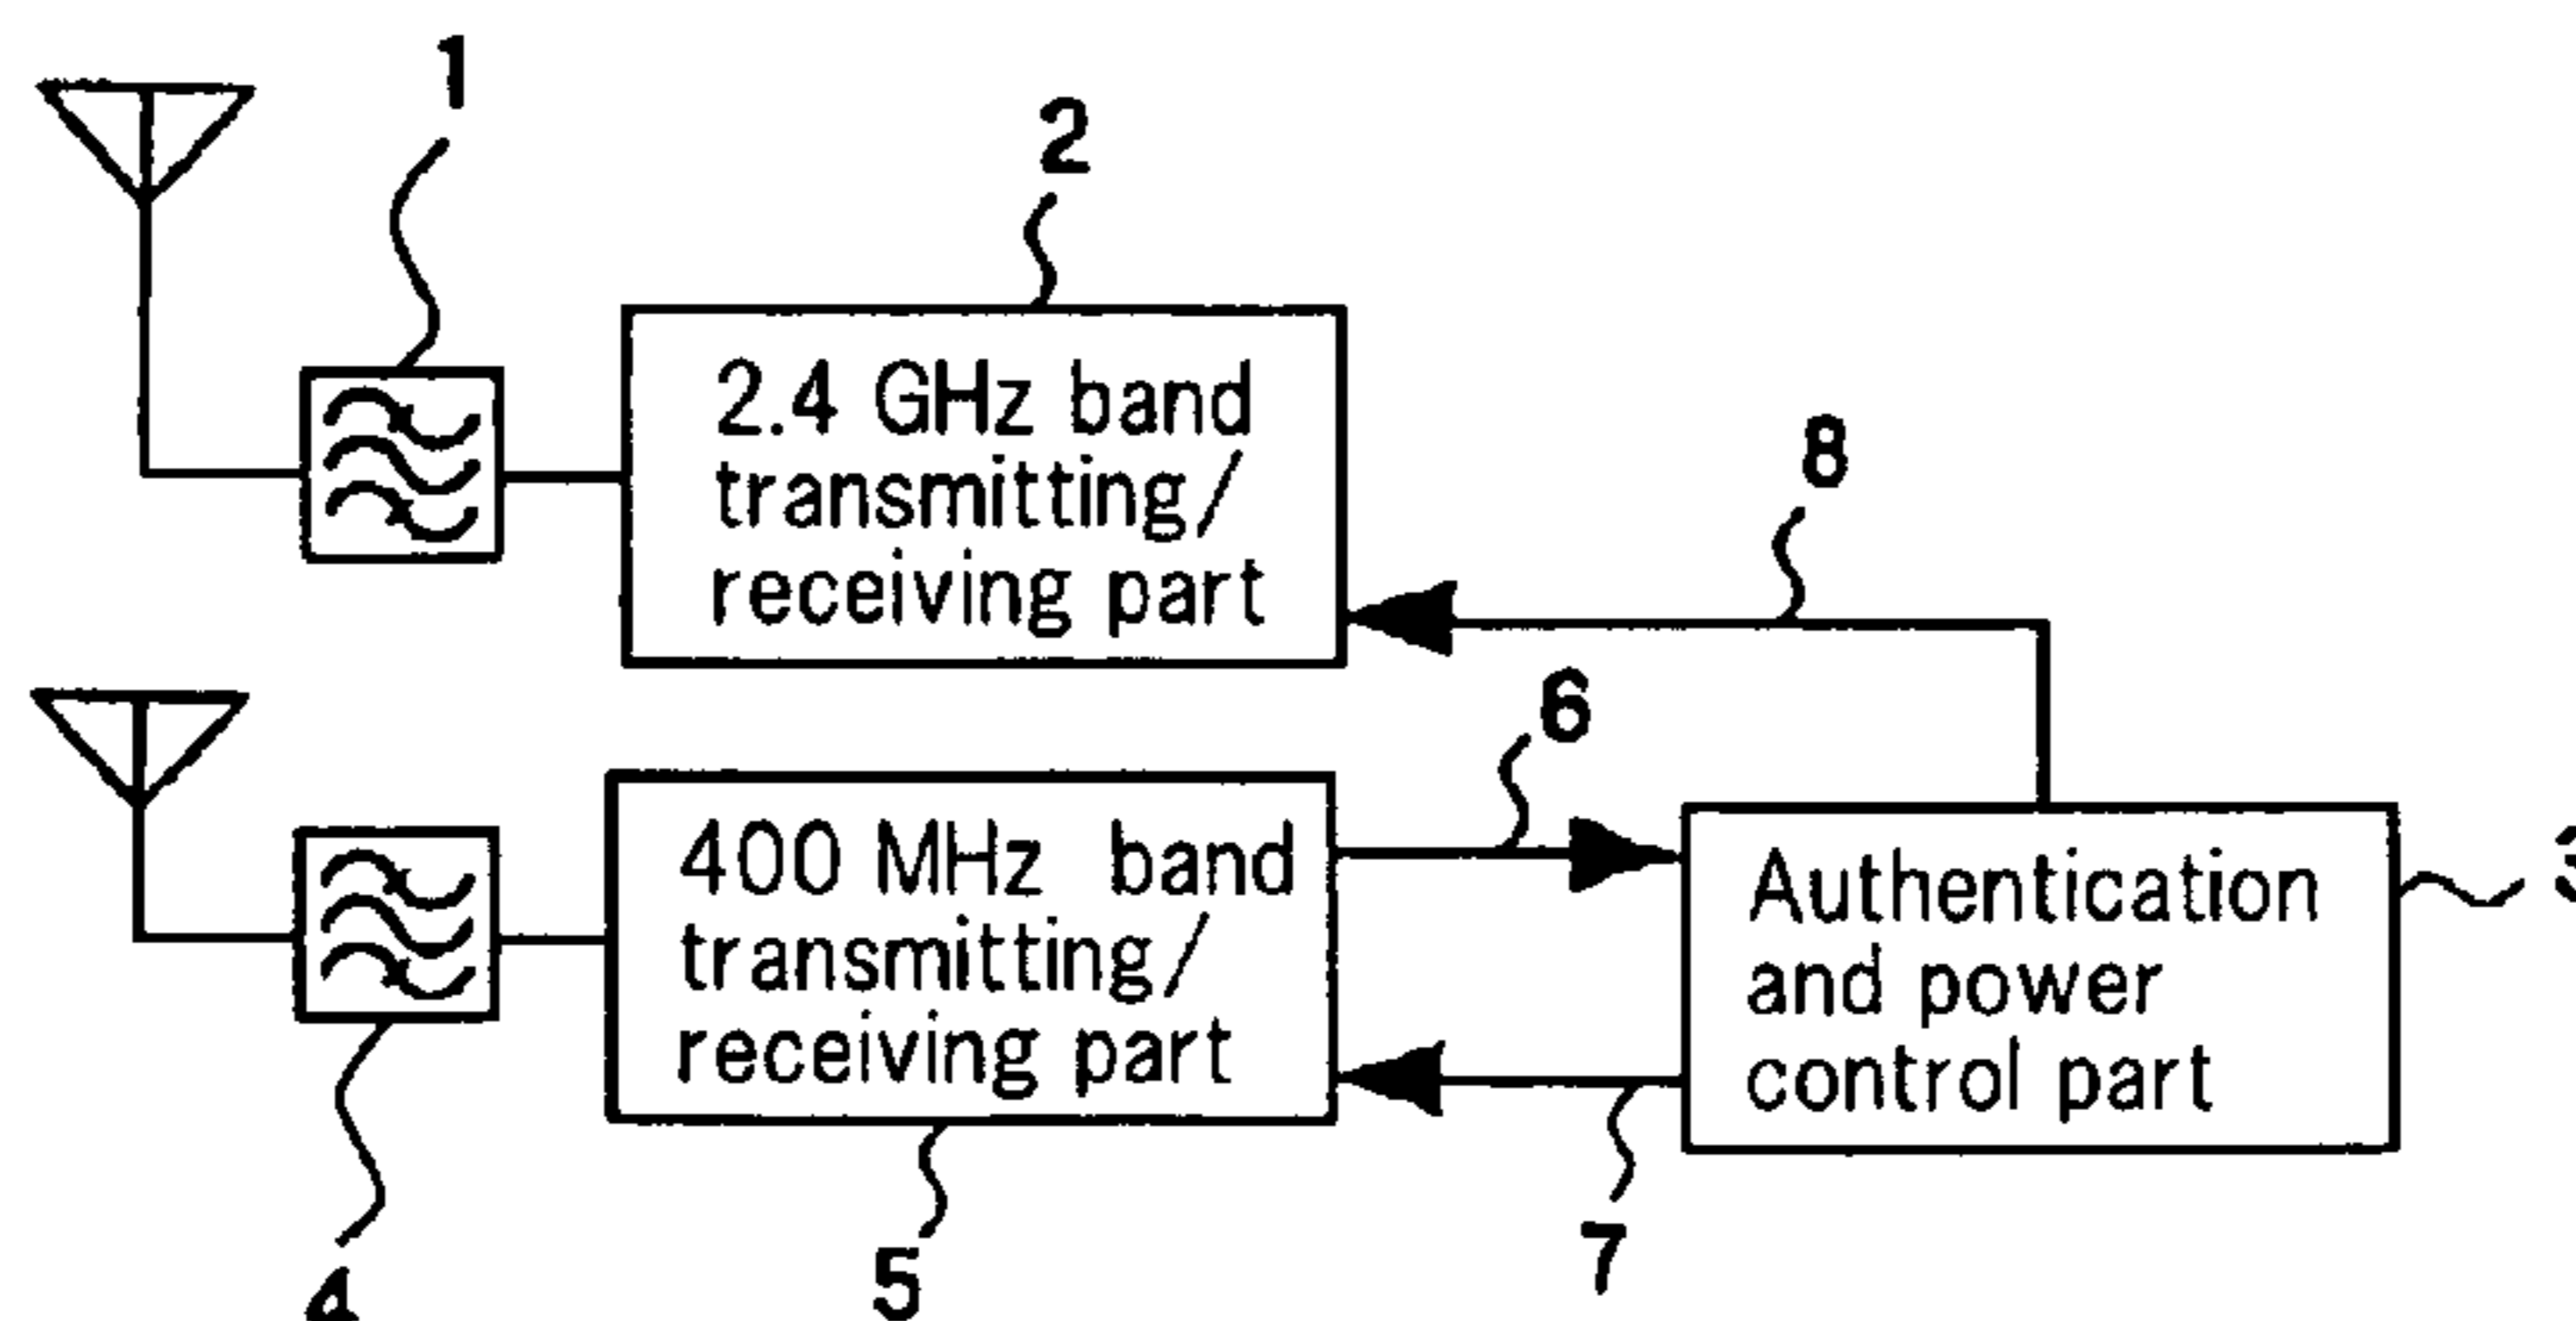 1
2
2.4 GHz band
transmitting/
receiving part
8
6
400 MHz band
transmitting/
receiving part
Authentication
and power
control part
3
4
5
7